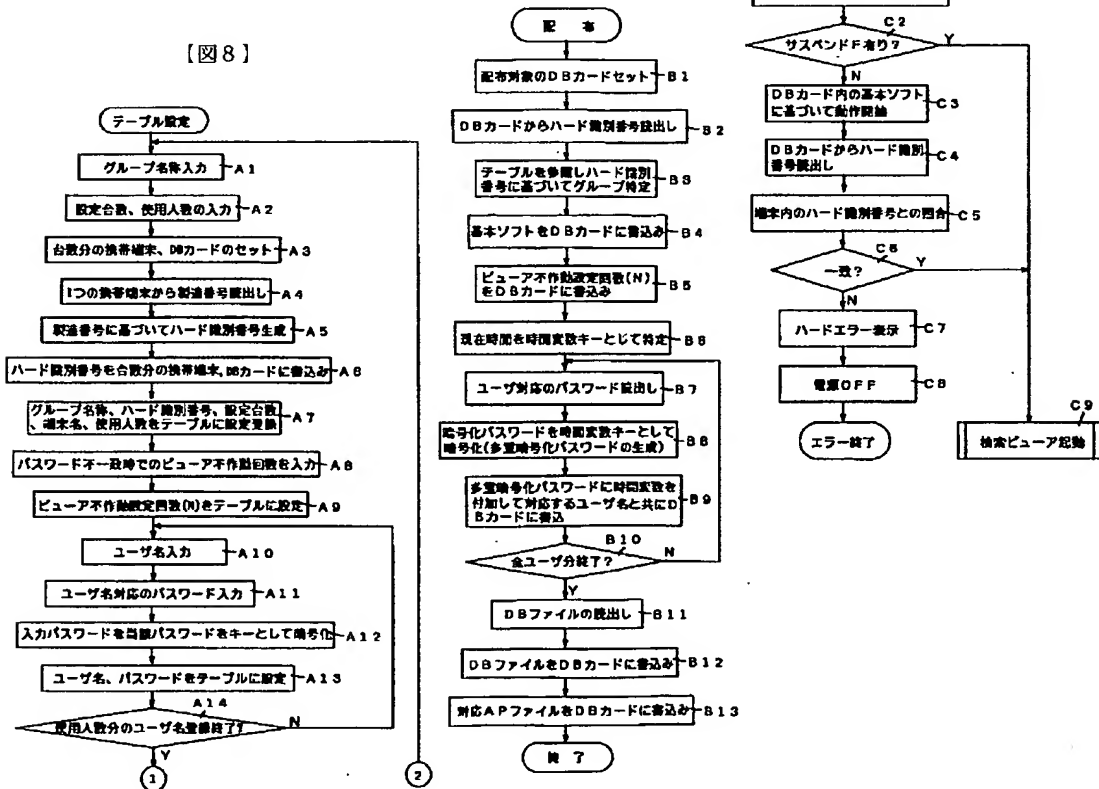 【図8】
テーブル設定
グループ名称入力 A1
設定台数、使用人数の入力 A2
台数分の携帯端末、DBカードのセット A3
1つの携帯端末から製造番号読出し A4
製造番号に基づいてハード識別番号生成 A5
ハード識別番号を台数分の携帯端末、DBカードに書込み A6
グループ名称、ハード識別番号、設定台数
、端末名、使用人数をテーブルに設定登録 A7
パスワード不一致時でのビューア不作動回数を入力 A8
ビューア不作動設定回数(N)をテーブルに設定 A9
ユーザ名入力 A10
ユーザ名対応のパスワード入力 A11
入力パスワードを当該パスワードをキーとして暗号化 A12
ユーザ名、パスワードをテーブルに設定 A13
A14
使用人数分のユーザ名登録終了? N
Y
1
2
配 布
配布対象のDBカードセット B1
DBカードからハード識別番号読出し B2
テーブルを参照しハード識別
番号に基づいてグループ特定 B3
基本ソフトをDBカードに書込み B4
ビューア不作動設定回数(N)
をDBカードに書込み B5
現在時間を時間変数キーとして特定 B6
ユーザ対応のパスワード読出し B7
暗号化パスワードを時間変数キーとして
暗号化(多重暗号化パスワードの生成) B8
多重暗号化パスワードに時間変数を
付加して対応するユーザ名と共にD
Bカードに書込 B9
B10
全ユーザ分終了? N
Y
DBファイルの読出し B11
DBファイルをDBカードに書込み B12
対応APファイルをDBカードに書込み B13
終 了
C2
サスペンドF有り? Y
N
DBカード内の基本ソフト
に基づいて動作開始 C3
DBカードからハード識別
番号読出し C4
端末内のハード識別番号との照合 C5
C6
一致? Y
N
ハードエラー表示 C7
電源OFF C8
エラー終了
C9
検索ビューア起動